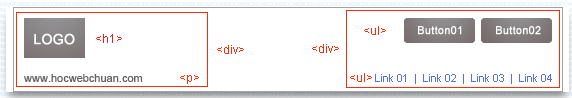 LOGO <h1> <div> <div> <ul> Button01 Button02
www.hocwebchuan.com <p> <ul> Link 01 | Link 02 | Link 03 | Link 04